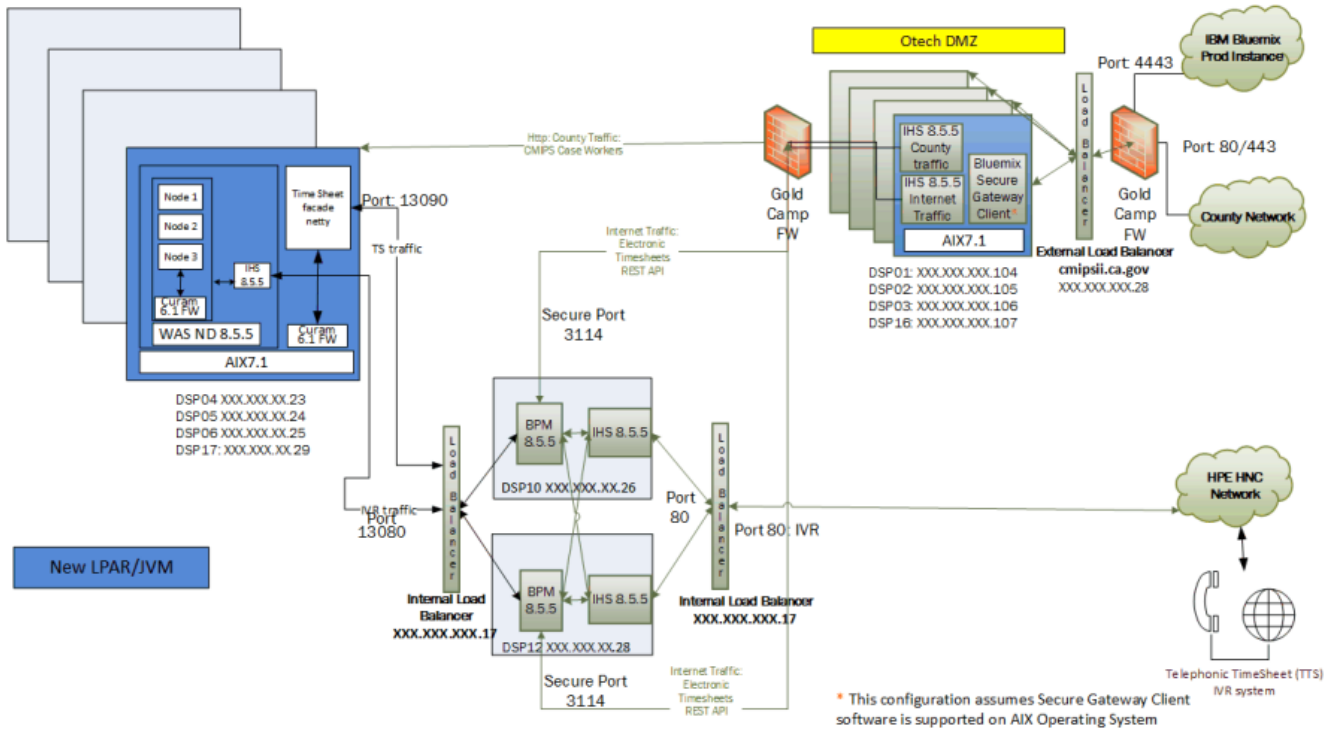 Otech DMZ
IBM Bluemix
Prod Instance
Port: 4443
Port: 80/443
County Network
Load Balancer
Gold
Camp
FW
External Load Balancer
cmipsii.ca.gov
XXX.XXX.XXX.28
IHS 8.5.5
County
traffic
IHS 8.5.5
Internet
Traffic
Bluemix
Secure
Gateway
Client*
AIX7.1
DSP01: XXX.XXX.XXX.104
DSP02: XXX.XXX.XXX.105
DSP03: XXX.XXX.XXX.106
DSP16: XXX.XXX.XXX.107
Gold
Camp
FW
Http: County Traffic:
CMIPS Case Workers
Node 1
Node 2
Node 3
IHS
8.5.5
Curam
6.1 FW
WAS ND 8.5.5
Time Sheet
facade
netty
Curam
6.1 FW
AIX7.1
Port: 13090
TS traffic
DSP04 XXX.XXX.XX.23
DSP05 XXX.XXX.XX.24
DSP06 XXX.XXX.XX.25
DSP17: XXX.XXX.XX.29
IVR traffic
Port
13080
New LPAR/JVM
Internet Traffic:
Electronic
Timesheets
REST API
Secure Port
3114
Load Balancer
Internal Load
Balancer
XXX.XXX.XXX.17
BPM
8.5.5
IHS 8.5.5
DSP10 XXX.XXX.XX.26
BPM
8.5.5
IHS 8.5.5
DSP12 XXX.XXX.XX.28
Port
80
Load Balancer
Port 80: IVR
Internal Load Balancer
XXX.XXX.XXX.17
Secure Port
3114
Internet Traffic:
Electronic
Timesheets
REST API
HPE HNC
Network
Telephonic TimeSheet (TTS)
IVR system
* This configuration assumes Secure Gateway Client
software is supported on AIX Operating System